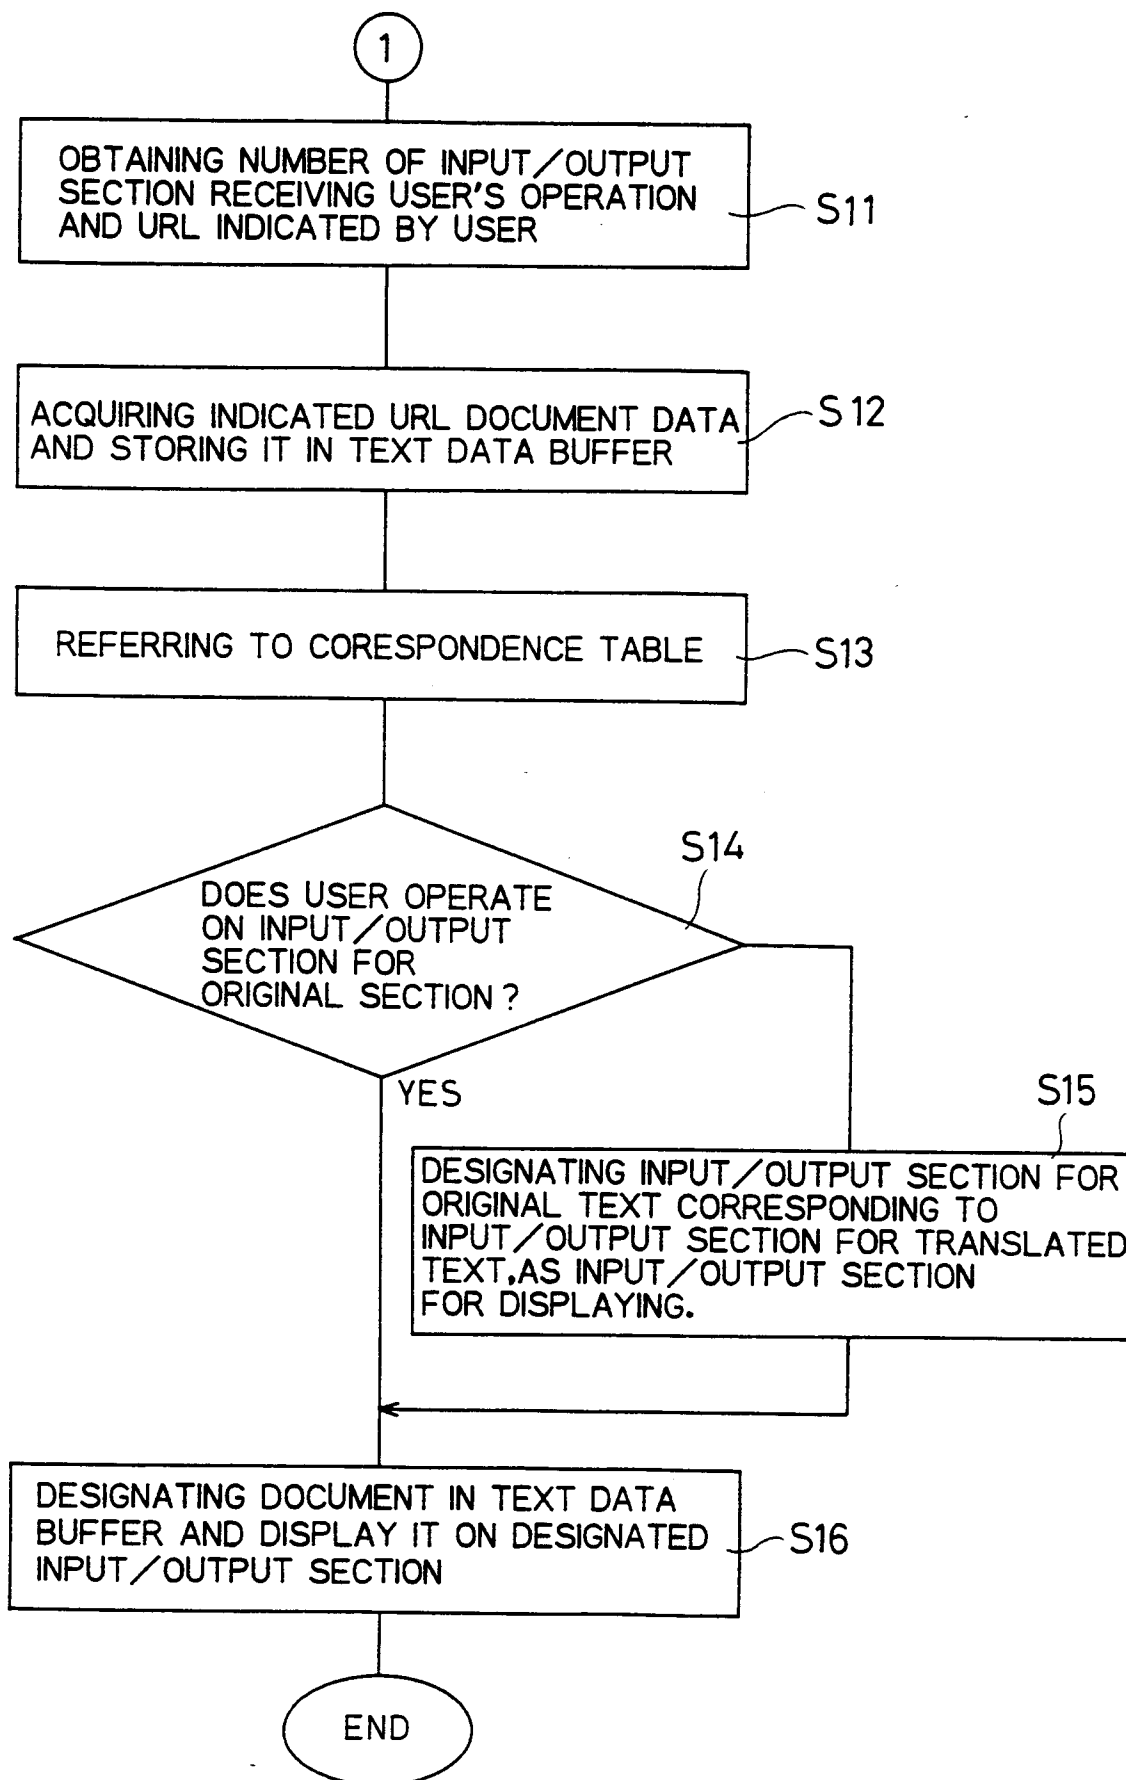 1
OBTAINING NUMBER OF INPUT/OUTPUT
SECTION RECEIVING USER'S OPERATION
AND URL INDICATED BY USER
S11
ACQUIRING INDICATED URL DOCUMENT DATA
AND STORING IT IN TEXT DATA BUFFER
S12
REFERRING TO CORESPONDENCE TABLE
S13
S14
DOES USER OPERATE
ON INPUT/OUTPUT
SECTION FOR
ORIGINAL SECTION?
YES
S15
DESIGNATING INPUT/OUTPUT SECTION FOR
ORIGINAL TEXT CORRESPONDING TO
INPUT/OUTPUT SECTION FOR TRANSLATED
TEXT,AS INPUT/OUTPUT SECTION
FOR DISPLAYING.
DESIGNATING DOCUMENT IN TEXT DATA
BUFFER AND DISPLAY IT ON DESIGNATED
INPUT/OUTPUT SECTION
S16
END